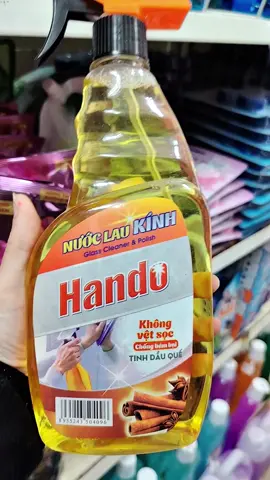 NƯỚC LAU KÍNH
Glass Cleaner & Polish
Hando
Không
vệt sọc
Chống bám bụi
TINH DẦU QUẾ